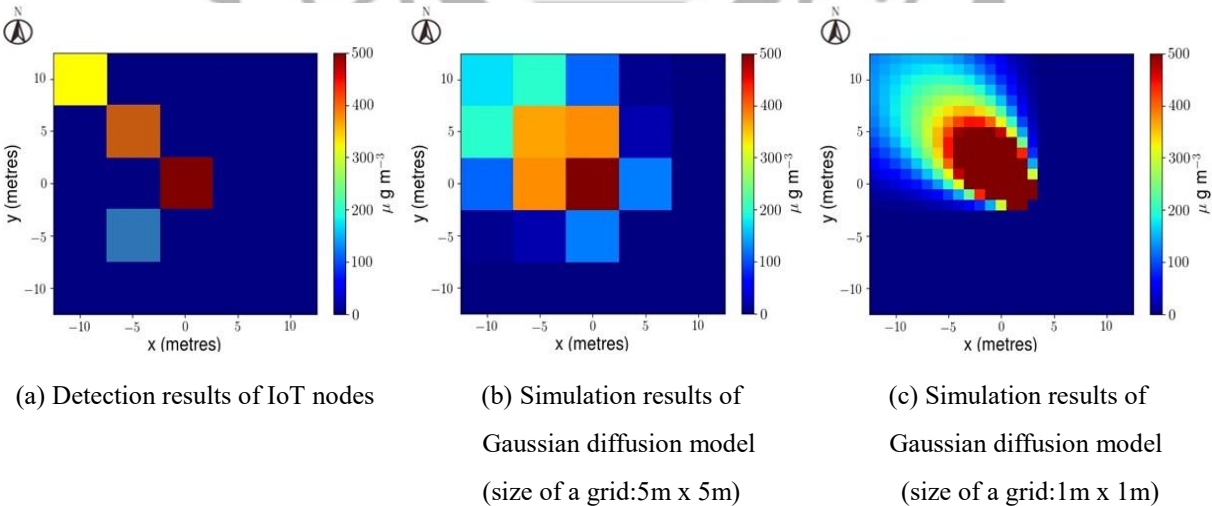 N
N
N
500
400
300
200
100
0
μ g m⁻³
10
5
0
−5
−10
y (metres)
−10
−5
0
5
10
x (metres)
500
400
300
200
100
0
μ g m⁻³
10
5
0
−5
−10
y (metres)
−10
−5
0
5
10
x (metres)
500
400
300
200
100
0
μ g m⁻³
10
5
0
−5
−10
y (metres)
−10
−5
0
5
10
x (metres)
(a) Detection results of IoT nodes
(b) Simulation results of
Gaussian diffusion model
(size of a grid:5m x 5m)
(c) Simulation results of
Gaussian diffusion model
(size of a grid:1m x 1m)